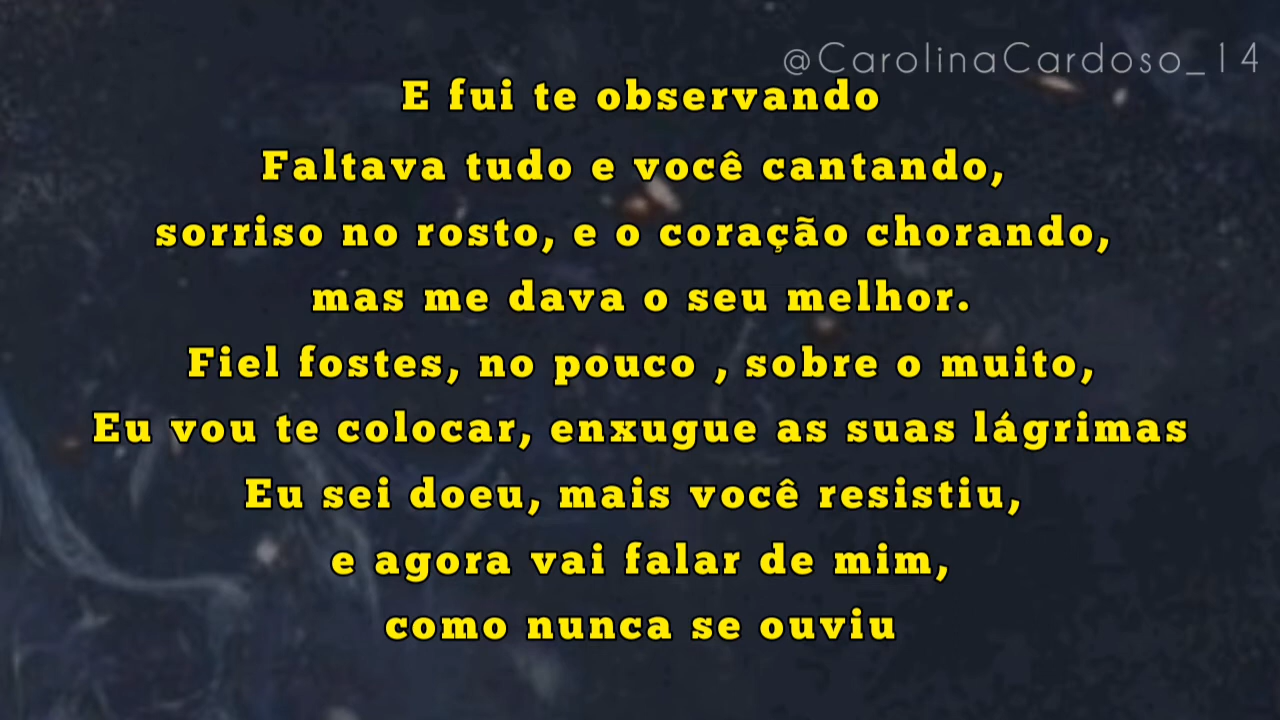 @CarolinaCardoso_14
E fui te observando
Faltava tudo e você cantando,
sorriso no rosto, e o coração chorando,
mas me dava o seu melhor.
Fiel fostes, no pouco , sobre o muito,
Eu vou te colocar, enxugue as suas lágrimas
Eu sei doeu, mais você resistiu,
e agora vai falar de mim,
como nunca se ouviu